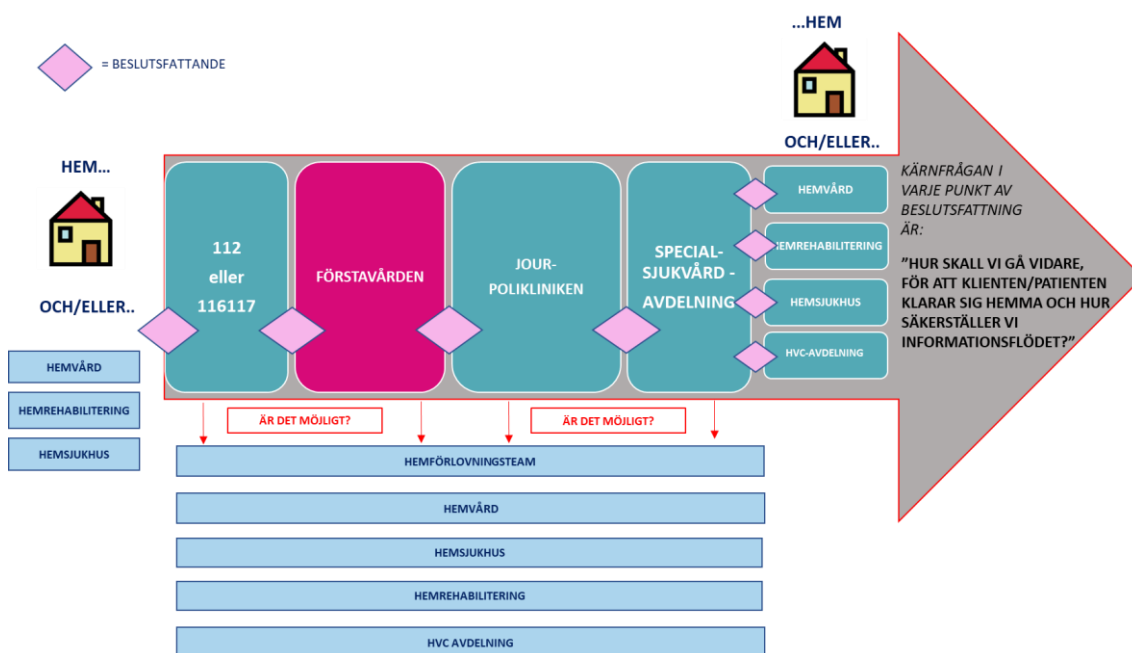 = BESLUTSFATTANDE
HEM...
OCH/ELLER..
HEMVÅRD
HEMREHABILITERING
HEMSJUKHUS
112
eller
116117
FÖRSTAVÅRDEN
JOUR-
POLIKLINIKEN
SPECIAL-
SJUKVÅRD -
AVDELNING
...HEM
OCH/ELLER..
HEMVÅRD
HEMREHABILITERING
HEMSJUKHUS
HVC-AVDELNING
KÄRNFRÅGAN I
VARJE PUNKT AV
BESLUTSFATTNING
ÄR:
”HUR SKALL VI GÅ VIDARE,
FÖR ATT KLIENTEN/PATIENTEN
KLARAR SIG HEMMA OCH HUR
SÄKERSTÄLLER VI
INFORMATIONSFLÖDET?”
ÄR DET MÖJLIGT?
ÄR DET MÖJLIGT?
HEMFÖRLOVNINGSTEAM
HEMVÅRD
HEMSJUKHUS
HEMREHABILITERING
HVC AVDELNING